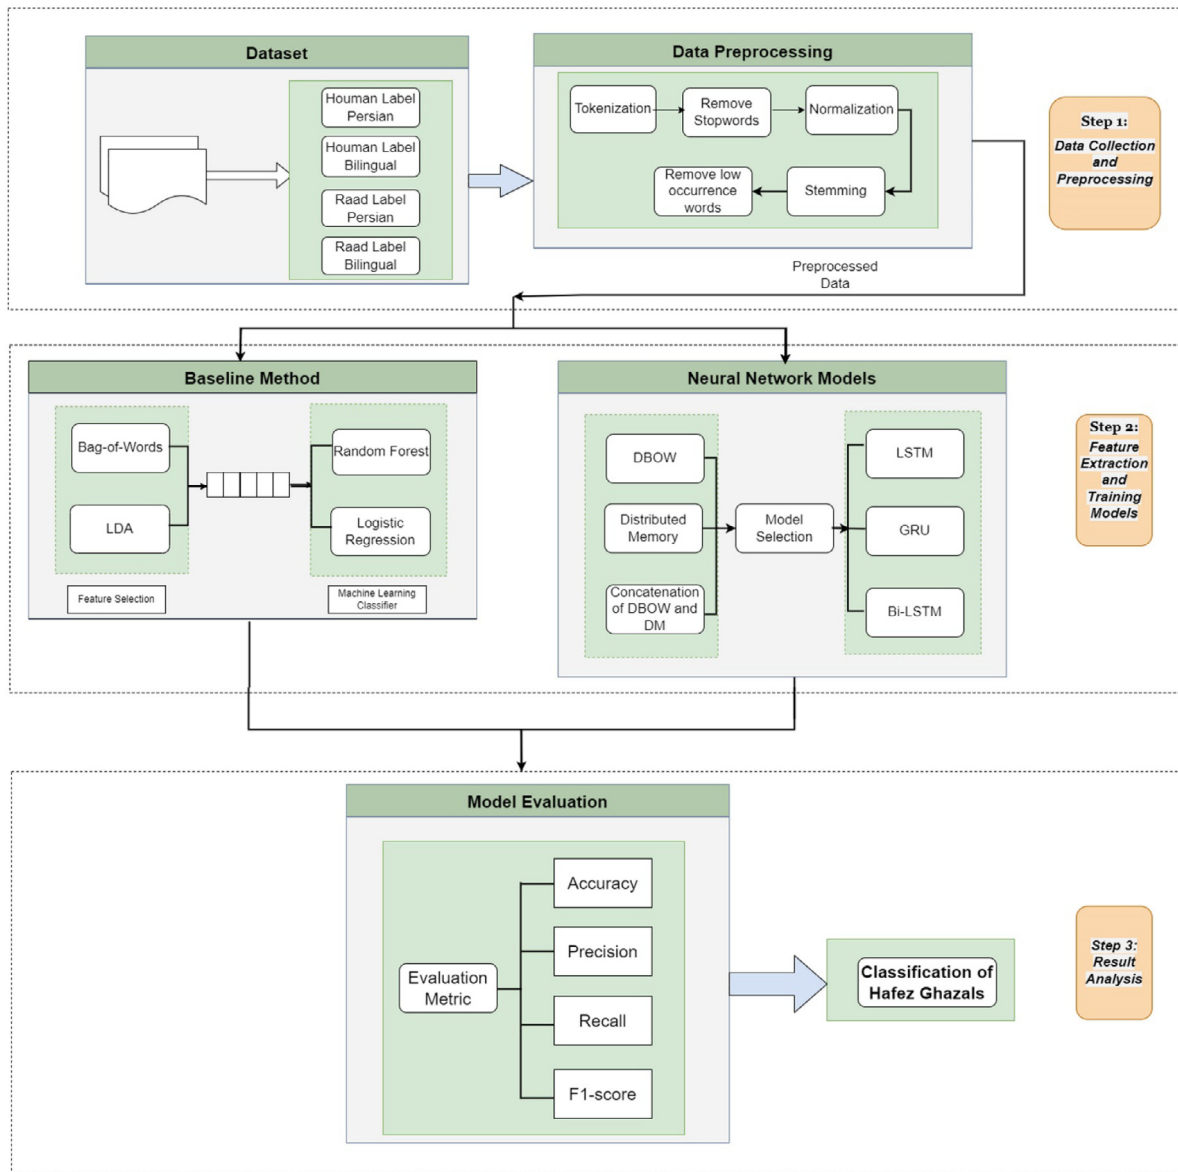 Dataset
Houman Label
Persian
Houman Label
Bilingual
Raad Label
Persian
Raad Label
Bilingual
Data Preprocessing
Tokenization
Remove
Stopwords
Normalization
Stemming
Remove low
occurrence
words
Step 1:
Data Collection
and
Preprocessing
Preprocessed
Data
Baseline Method
Bag-of-Words
LDA
Random Forest
Logistic
Regression
Feature Selection
Machine Learning
Classifier
Neural Network Models
DBOW
Distributed
Memory
Concatenation
of DBOW and
DM
Model
Selection
LSTM
GRU
Bi-LSTM
Step 2:
Feature
Extraction
and
Training
Models
Model Evaluation
Evaluation
Metric
Accuracy
Precision
Recall
F1-score
Classification of
Hafez Ghazals
Step 3:
Result
Analysis